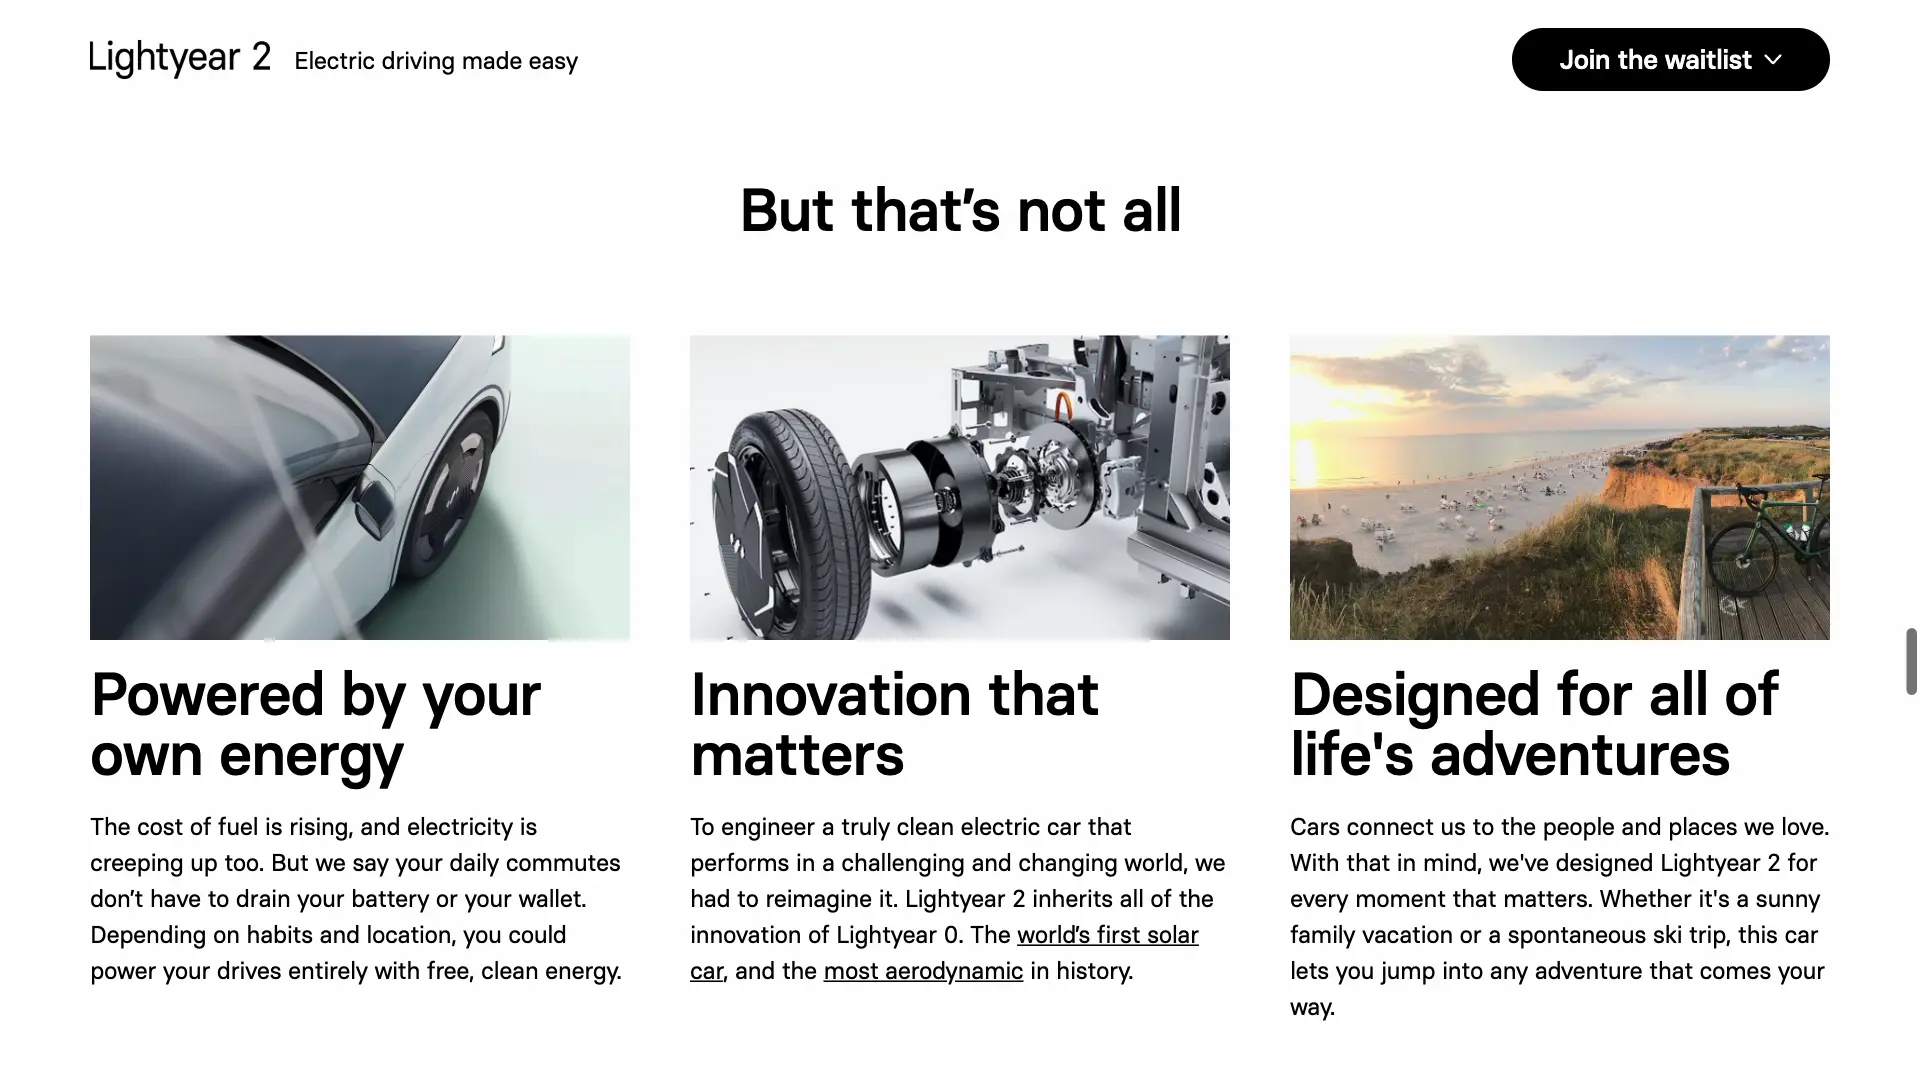 Lightyear 2 Electric driving made easy
Join the waitlist
But that’s not all
Powered by your
own energy
The cost of fuel is rising, and electricity is
creeping up too. But we say your daily commutes
don’t have to drain your battery or your wallet.
Depending on habits and location, you could
power your drives entirely with free, clean energy.
Innovation that
matters
To engineer a truly clean electric car that
performs in a challenging and changing world, we
had to reimagine it. Lightyear 2 inherits all of the
innovation of Lightyear 0. The world’s first solar
car, and the most aerodynamic in history.
Designed for all of
life's adventures
Cars connect us to the people and places we love.
With that in mind, we've designed Lightyear 2 for
every moment that matters. Whether it's a sunny
family vacation or a spontaneous ski trip, this car
lets you jump into any adventure that comes your
way.